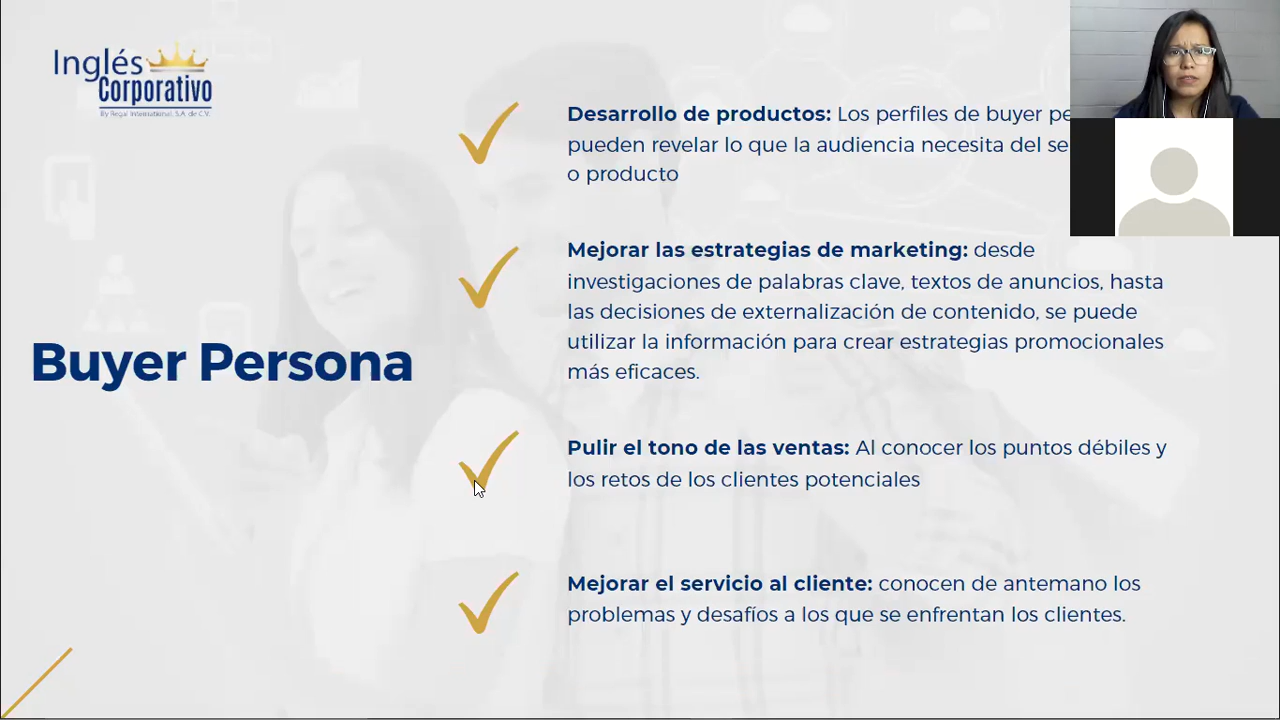 Inglés
Corporativo
By Regal International, S.A. de C.V.
Buyer Persona
Desarrollo de productos: Los perfiles de buyer
pueden revelar lo que la audiencia necesita del
o producto
Mejorar las estrategias de marketing: desde
investigaciones de palabras clave, textos de anuncios, hasta
las decisiones de externalización de contenido, se puede
utilizar la información para crear estrategias promocionales
más eficaces.
Pulir el tono de las ventas: Al conocer los puntos débiles y
los retos de los clientes potenciales
Mejorar el servicio al cliente: conocen de antemano los
problemas y desafíos a los que se enfrentan los clientes.